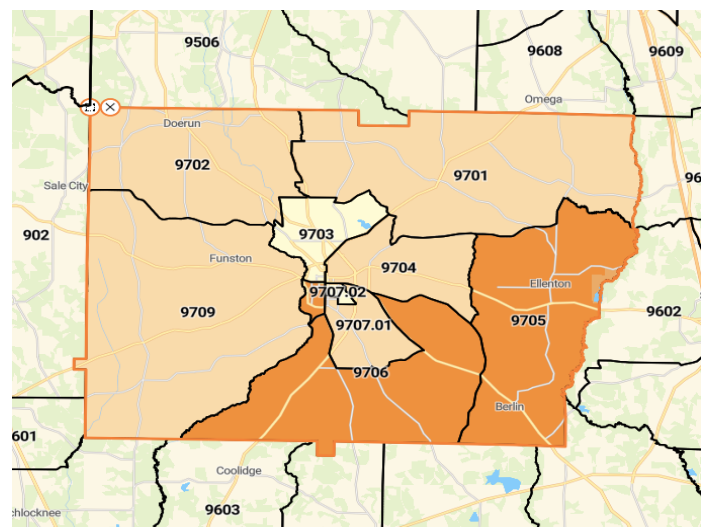 9506
9608
9609
Omega
Doerun
9702
9701
Sale City
96
902
9703
Funston
9704
Ellenton
9707.02
9709
9705
9602
9707.01
9706
Berlin
601
Coolidge
9603
chlocknee